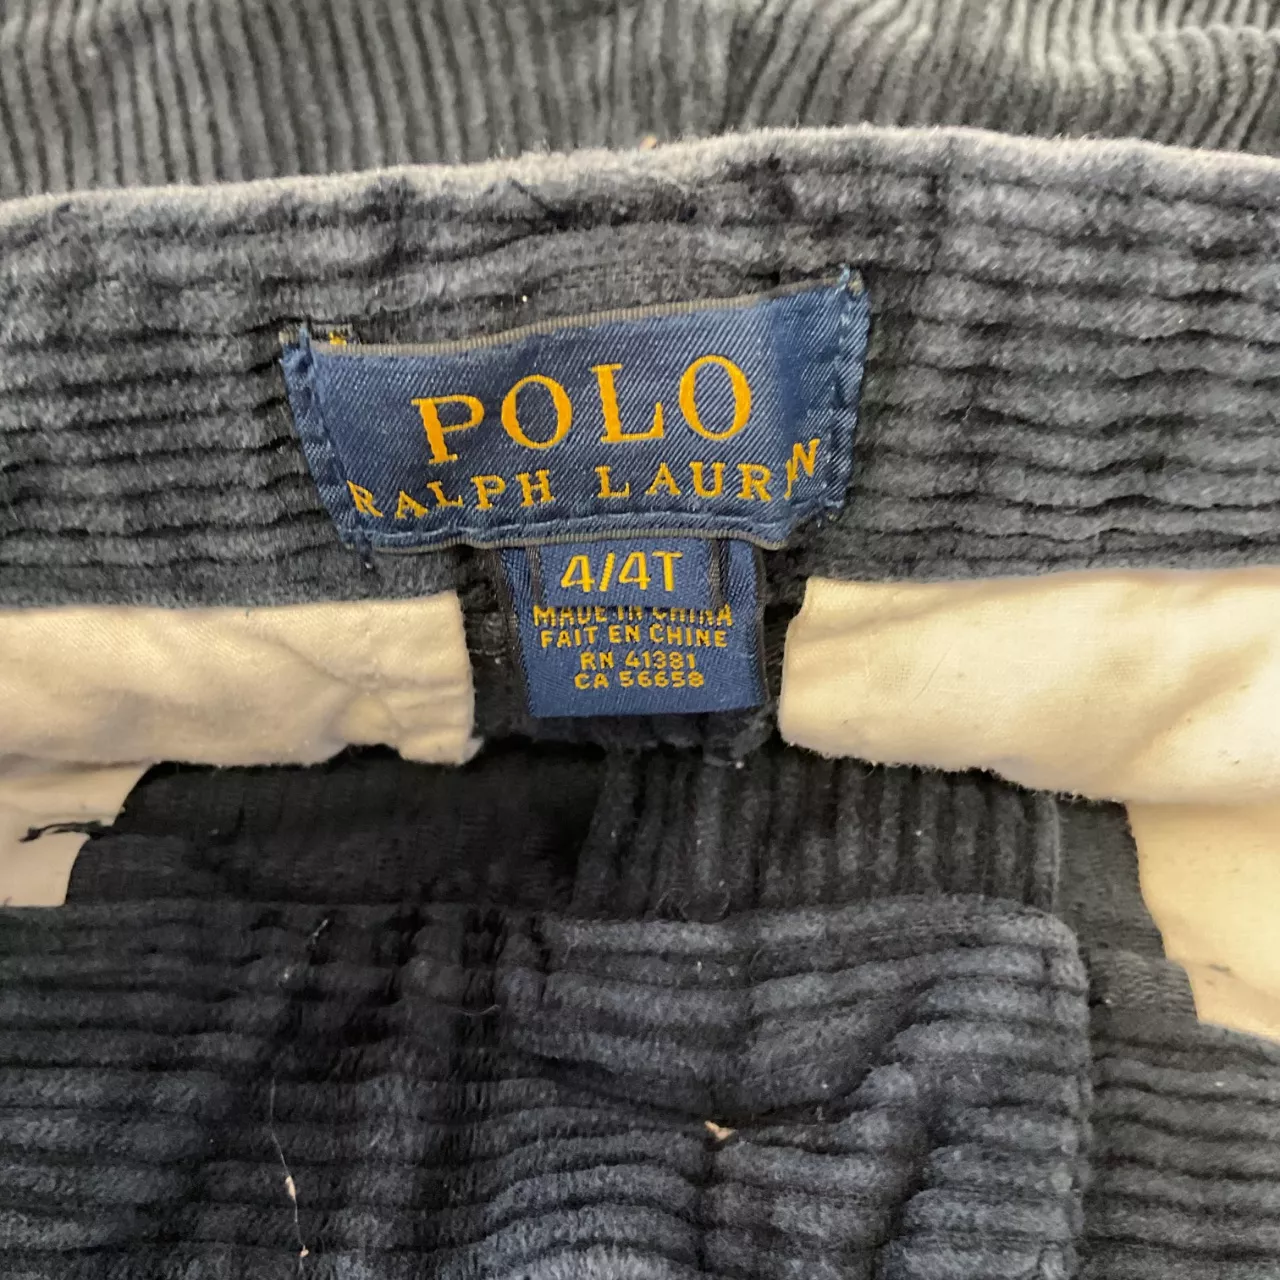 POLO
RALPH LAUREN
4/4T
MADE IN CHINA
FAIT EN CHINE
RN 41381
CA 56658